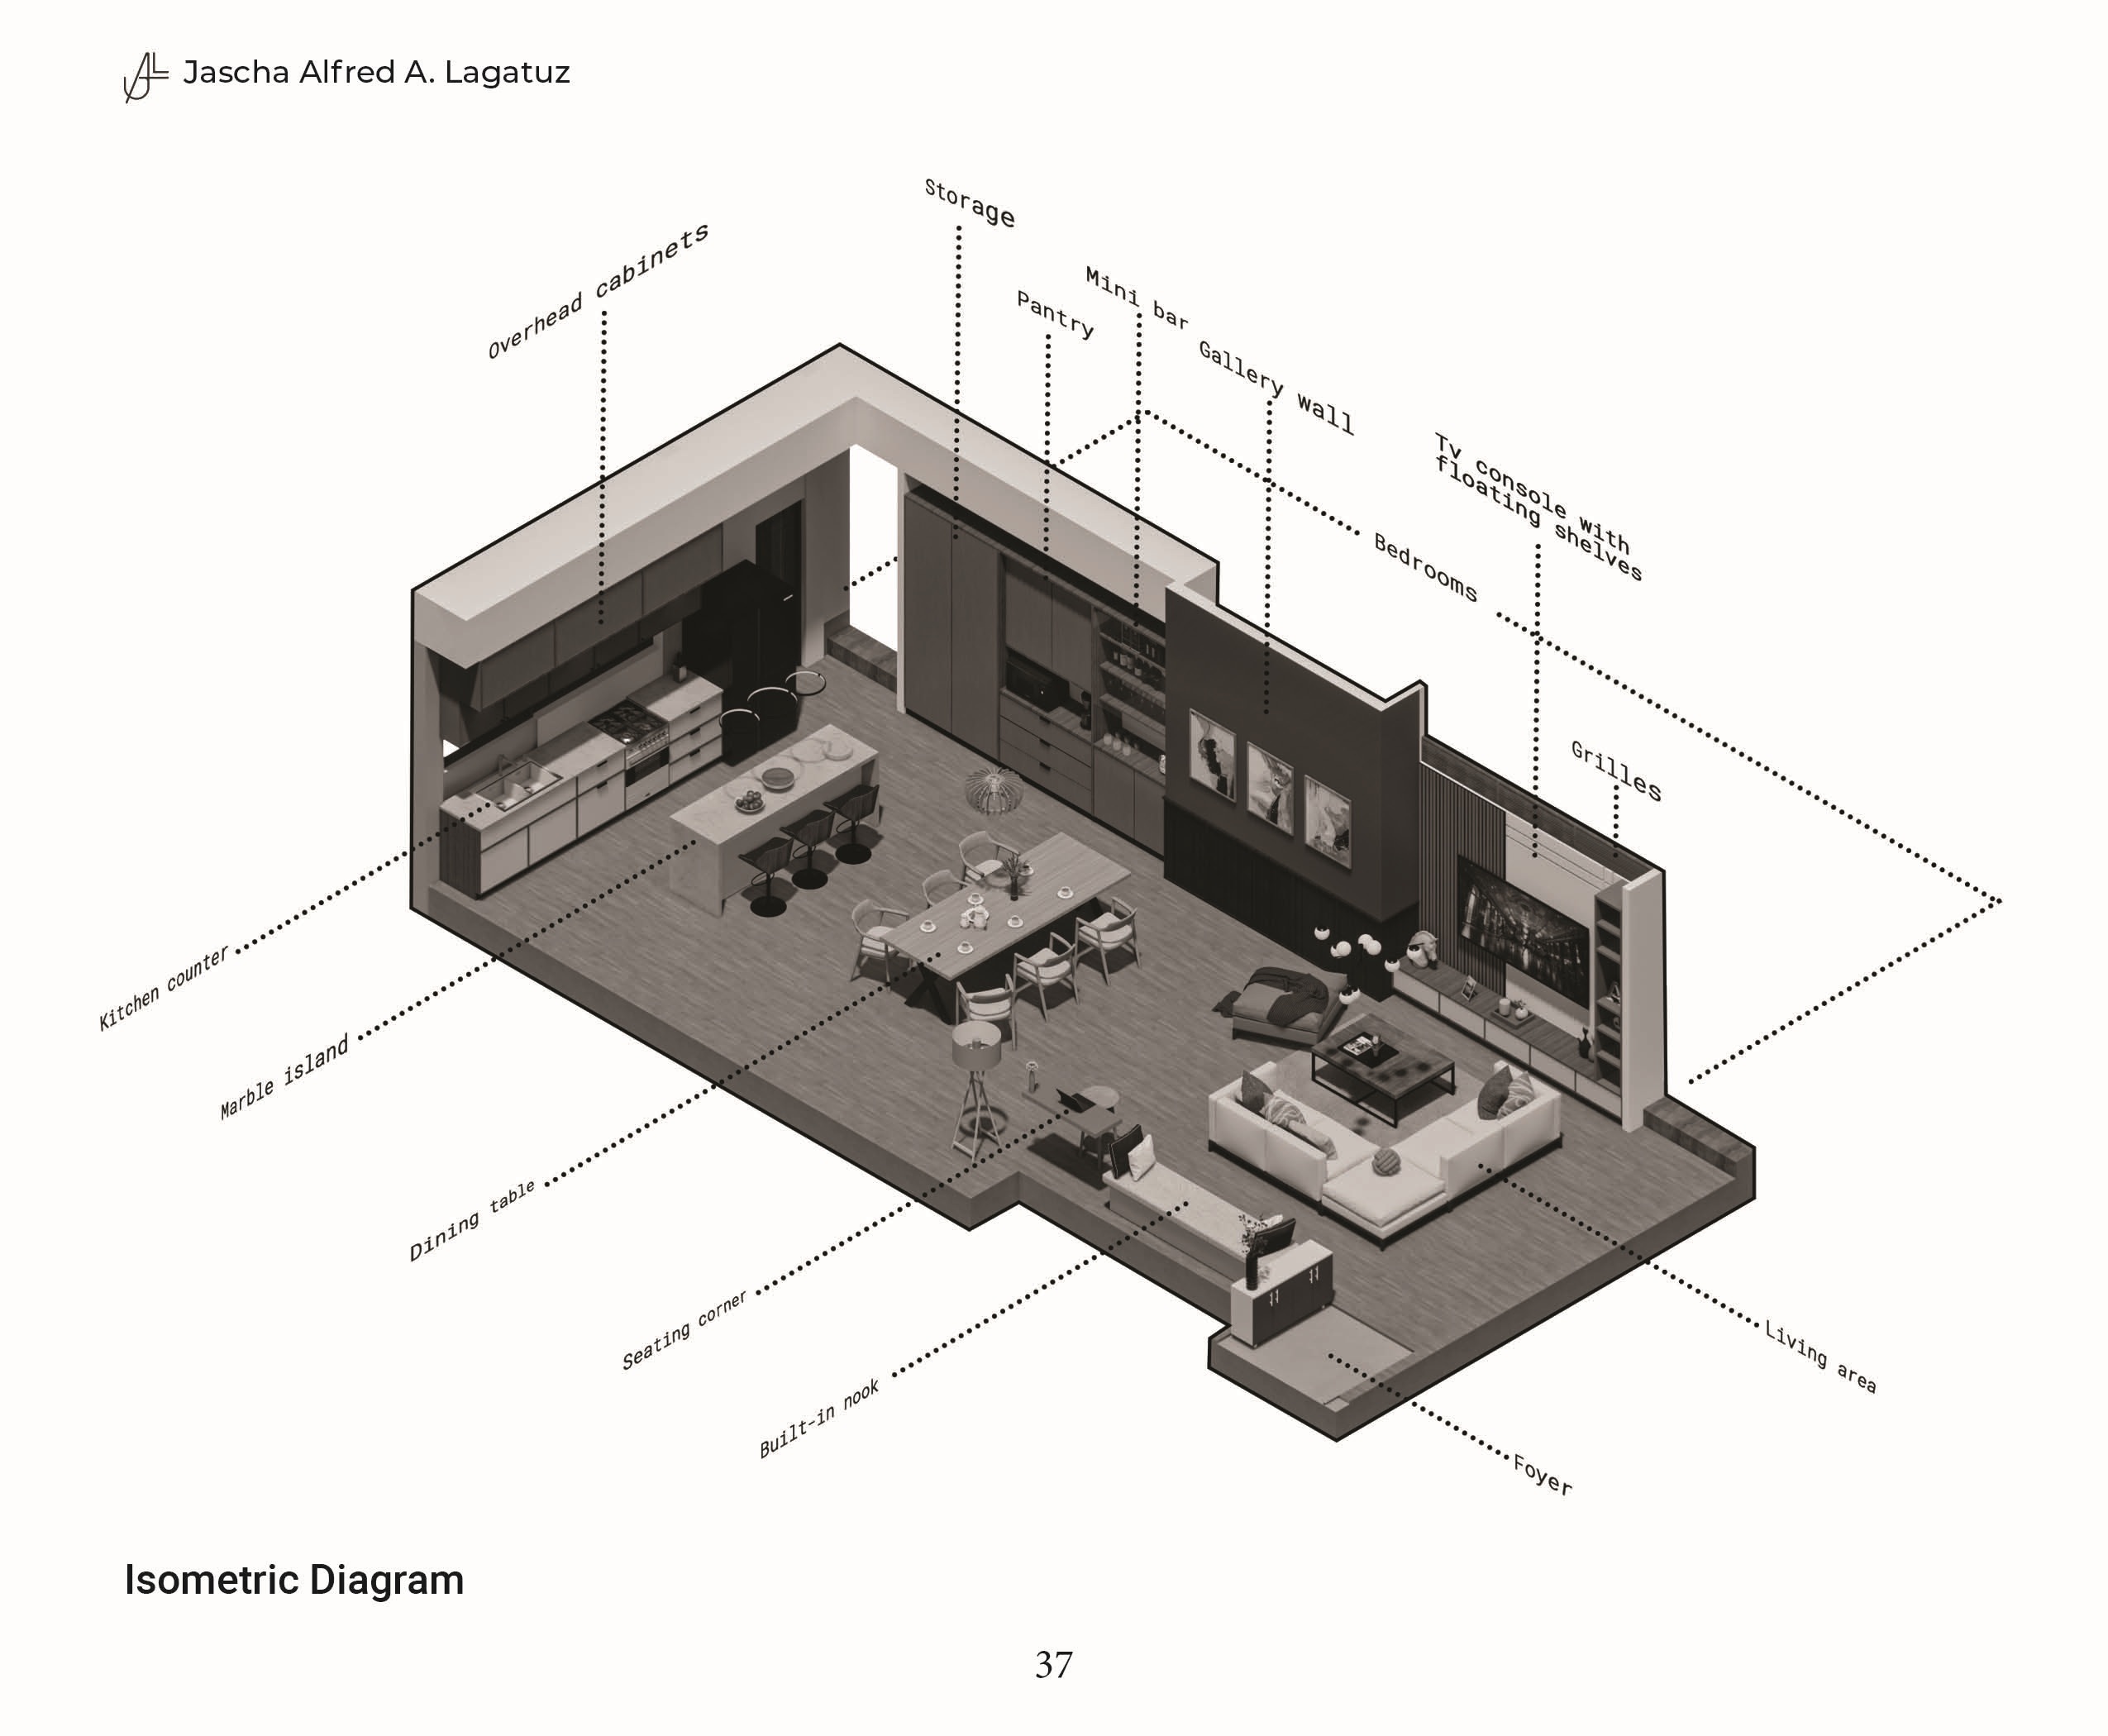 Jascha Alfred A. Lagatuz
Storage
Overhead cabinets
Mini bar
Pantry
Gallery wall
Tv console with
floating shelves
Bedrooms
Grilles
Kitchen counter
Marble island
Dining table
Seating corner
Built-in nook
Living area
Foyer
Isometric Diagram
37